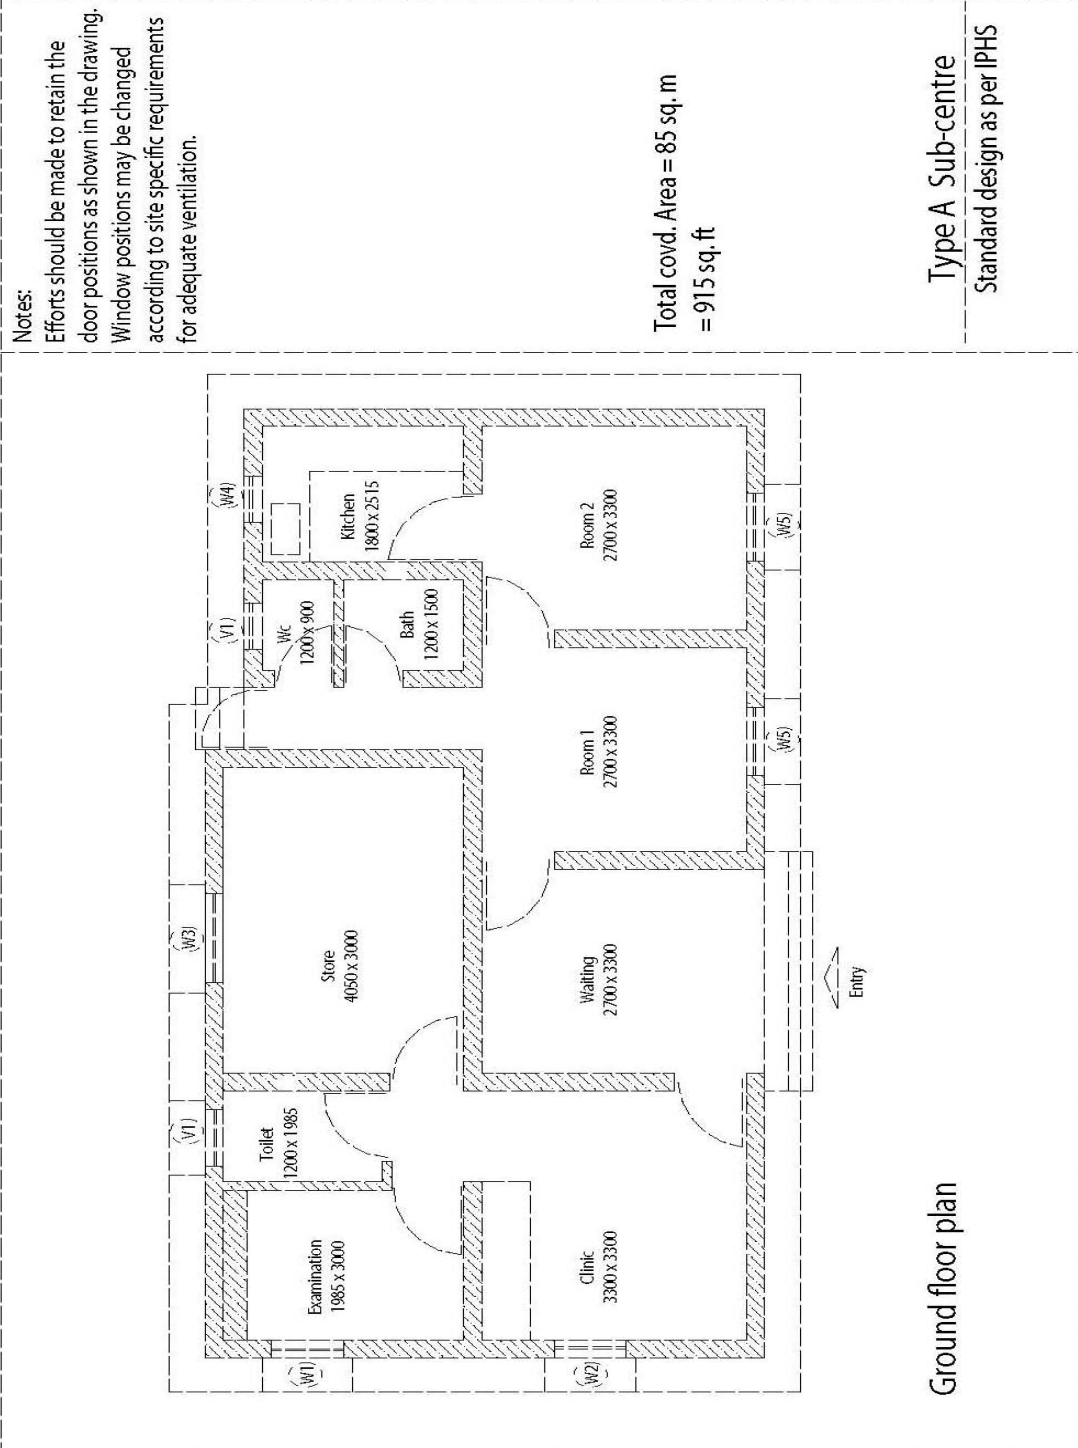 Notes:
Efforts should be made to retain the
door positions as shown in the drawing.
Window positions may be changed
according to site specific requirements
for adequate ventilation.
Total covd. Area = 85 sq. m
= 915 sq. ft
Type A Sub-centre
Standard design as per IPHS
W1)
V1)
W3)
V1)
W4)
Examination
1985 x 3000
Toilet
1200 x 1985
Store
4050 x 3000
Wc
1200 x 900
Bath
1200 x 1500
Kitchen
1800 x 2515
Clinic
3300 x 3300
Waiting
2700 x 3300
Room 1
2700 x 3300
Room 2
2700 x 3300
W2)
W5)
W5)
Entry
Ground floor plan